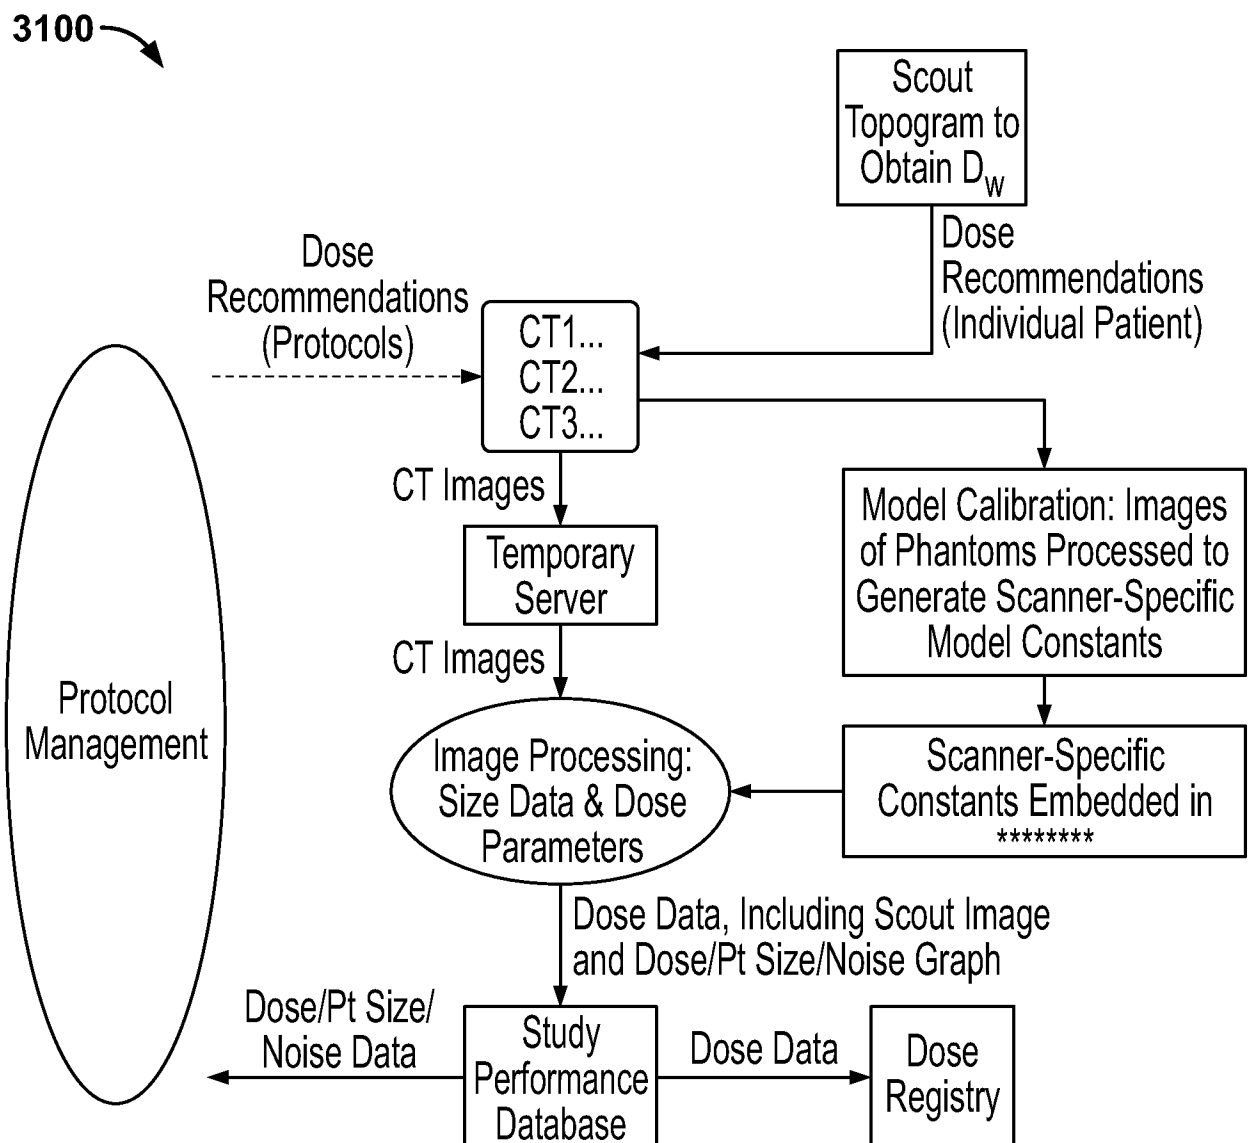 3100
Scout
Topogram to
Obtain Dw
Dose
Recommendations
(Individual Patient)
Dose
Recommendations
(Protocols)
CT1...
CT2...
CT3...
CT Images
Temporary
Server
CT Images
Model Calibration: Images
of Phantoms Processed to
Generate Scanner-Specific
Model Constants
Protocol
Management
Image Processing:
Size Data & Dose
Parameters
Scanner-Specific
Constants Embedded in
********
Dose Data, Including Scout Image
and Dose/Pt Size/Noise Graph
Dose/Pt Size/
Noise Data
Study
Performance
Database
Dose Data
Dose
Registry